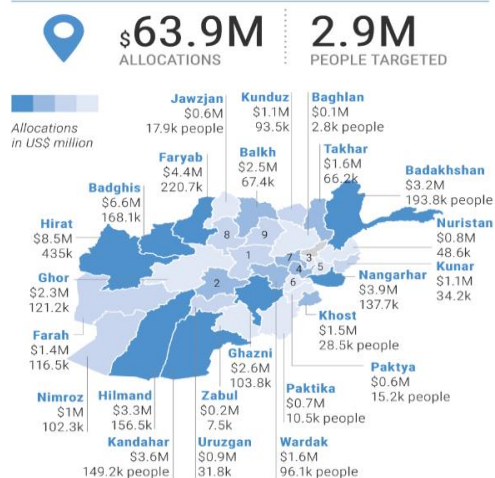 $63.9M
ALLOCATIONS
2.9M
PEOPLE TARGETED
Allocations
in US$ million
Jawzjan
$0.6M
17.9k people
Kunduz
$1.1M
93.5k
Baghlan
$0.1M
2.8k people
Faryab
$4.4M
220.7k
Balkh
$2.5M
67.4k
Takhar
$1.6M
66.2k
Badakhshan
$3.2M
193.8k people
Badghis
$6.6M
168.1k
Hirat
$8.5M
435k
Nuristan
$0.8M
48.6k
Kunar
$1.1M
34.2k
Ghor
$2.3M
121.2k
Nangarhar
$3.9M
137.7k
Farah
$1.4M
116.5k
Khost
$1.5M
28.5k people
8
9
1
7
3
4
5
2
6
Ghazni
$2.6M
103.8k
Paktya
$0.6M
15.2k people
Nimroz
$1M
102.3k
Hilmand
$3.3M
156.5k
Zabul
$0.2M
7.5k
Paktika
$0.7M
10.5k people
Kandahar
$3.6M
149.2k people
Uruzgan
$0.9M
31.8k
Wardak
$1.6M
96.1k people